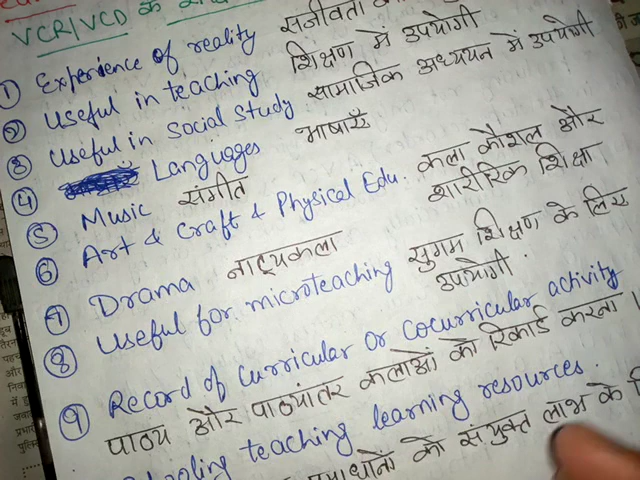 VCR/VCD के
① Experience of reality सजीवता
② Useful in teaching शिक्षण में उपयोगी
③ Useful in Social Study सामाजिक अध्ययन में उपयोगी
④ Languages भाषाएँ
⑤ Music संगीत
⑥ Art & Craft & Physical Edu. कला कौशल और
शारीरिक शिक्षा
⑦ Drama नाट्यकला
⑧ Useful for microteaching सुगम शिक्षण के लिए
उपयोगी.
⑨ Record of Curricular or Cocurricular activity
पाठ्य और पाठ्यांतर कलाओं को रिकार्ड करना।
teaching learning resources.
को संयुक्त लाभ के